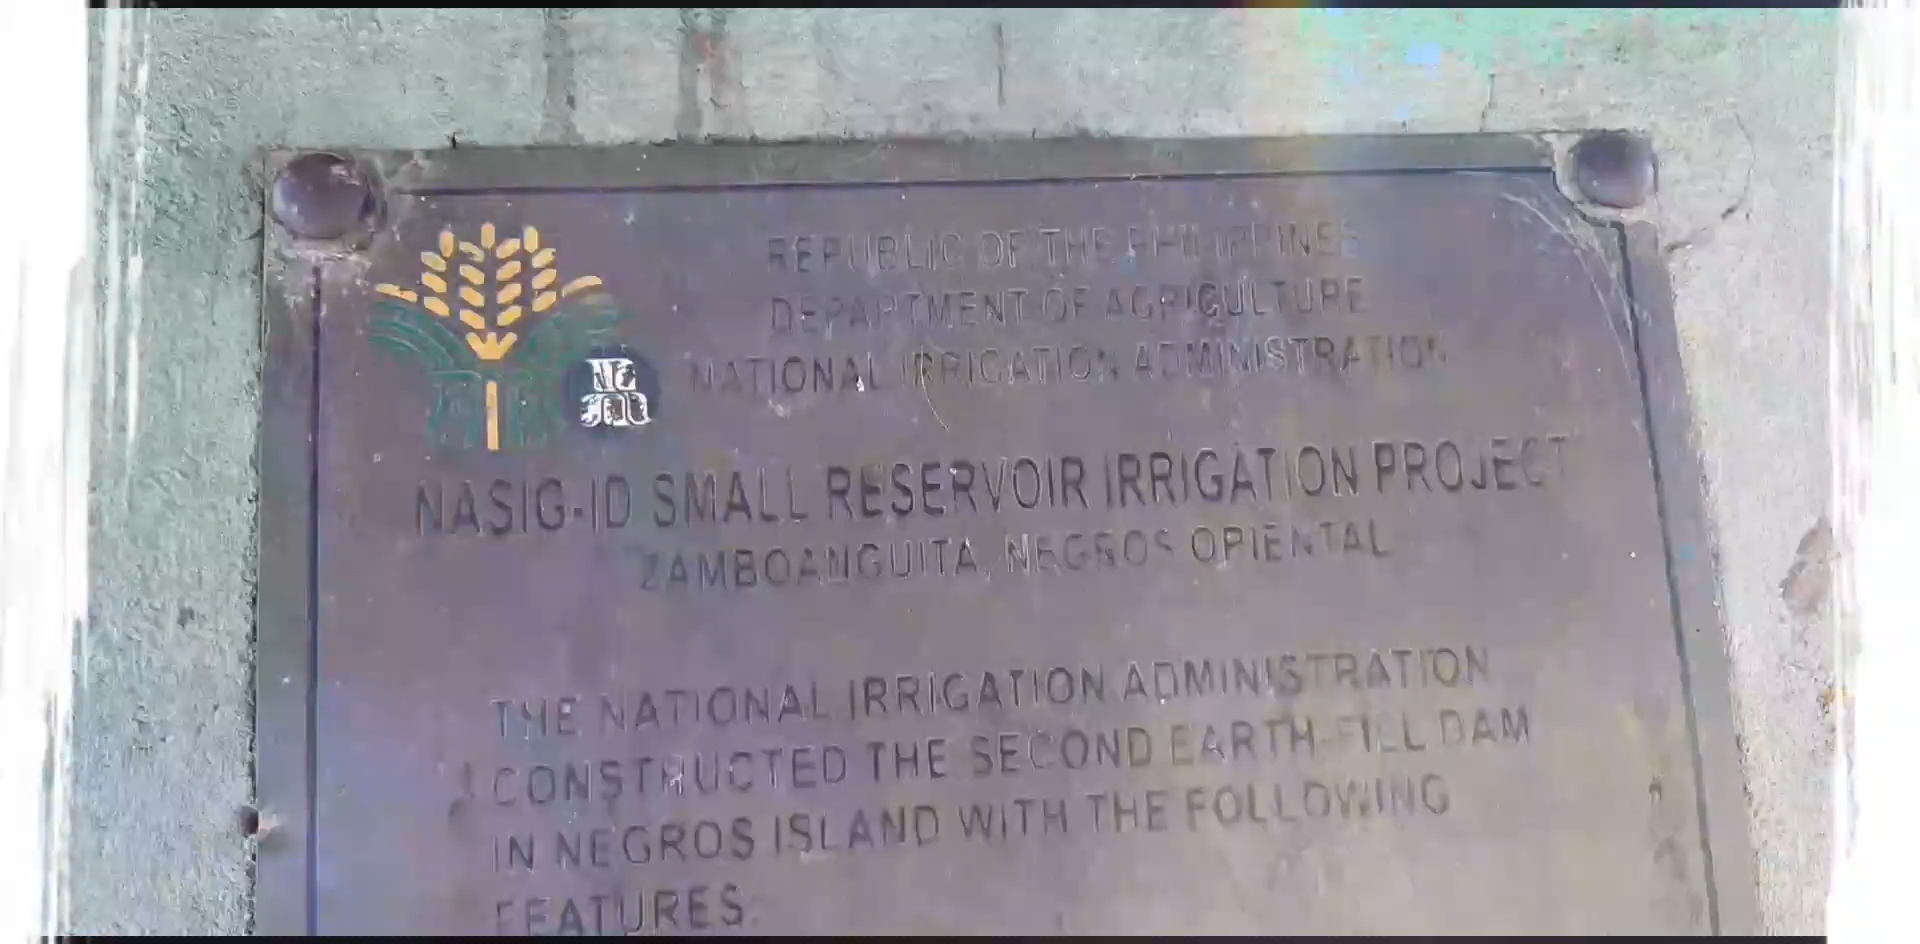 REPUBLIC OF THE PHILIPPINES
DEPARTMENT OF AGRICULTURE
NATIONAL IRRIGATION ADMINISTRATION
NASIG-ID SMALL RESERVOIR IRRIGATION PROJECT
ZAMBOANGUITA, NEGROS ORIENTAL
THE NATIONAL IRRIGATION ADMINISTRATION
CONSTRUCTED THE SECOND EARTH-FILL DAM
IN NEGROS ISLAND WITH THE FOLLOWING
FEATURES: